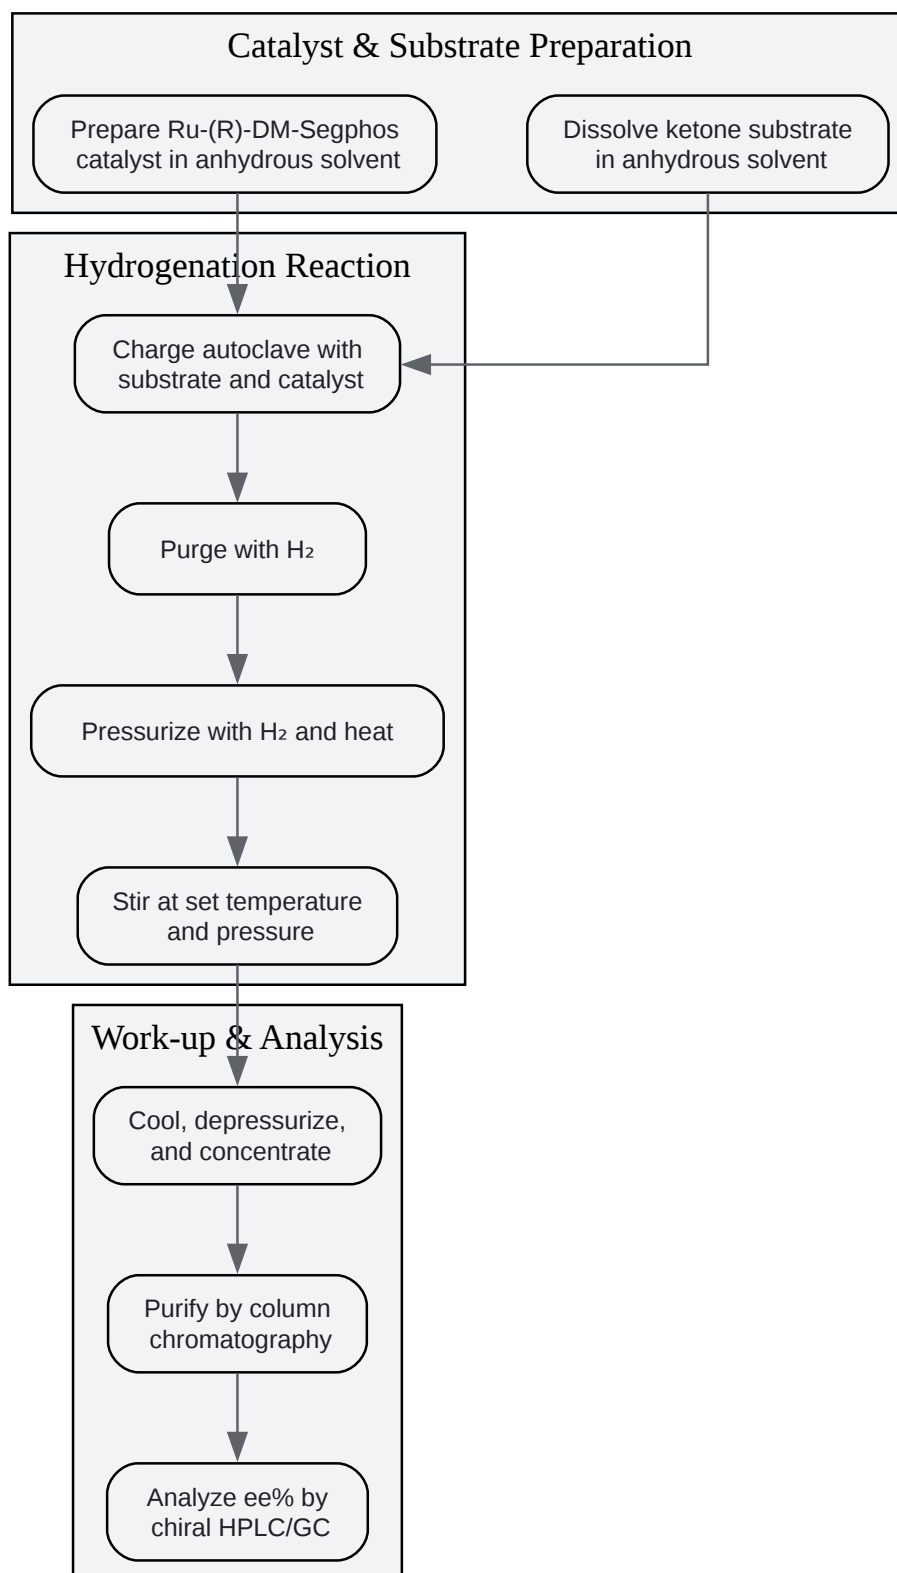 Catalyst & Substrate Preparation
Prepare Ru-(R)-DM-Segphos
catalyst in anhydrous solvent
Dissolve ketone substrate
in anhydrous solvent
Hydrogenation Reaction
Charge autoclave with
substrate and catalyst
Purge with H₂
Pressurize with H₂ and heat
Stir at set temperature
and pressure
Work-up & Analysis
Cool, depressurize,
and concentrate
Purify by column
chromatography
Analyze ee% by
chiral HPLC/GC